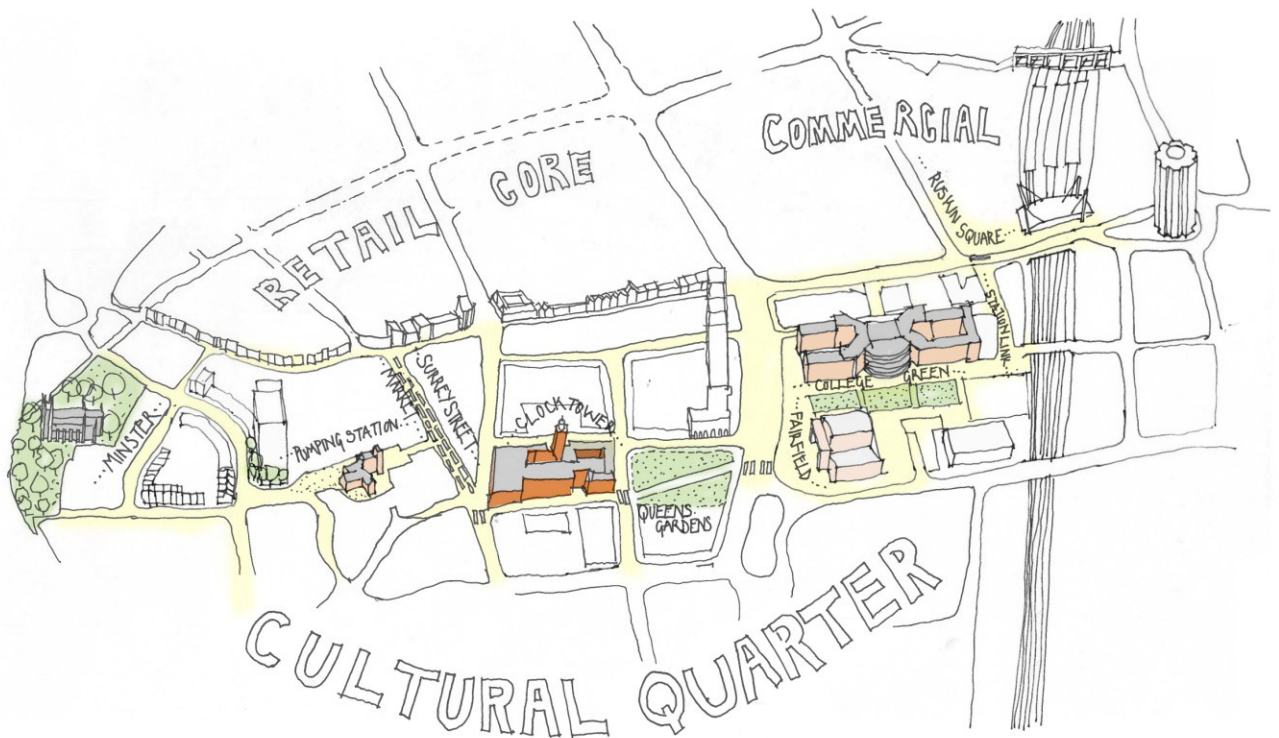 COMMERCIAL
RETAIL CORE
RUSKIN SQUARE
STATION LINK
COLLEGE GREEN
SURREY STREET
MARKET
CLOCK TOWER
MINSTER
PUMPING STATION
FAIRFIELD
QUEENS
GARDENS
CULTURAL QUARTER